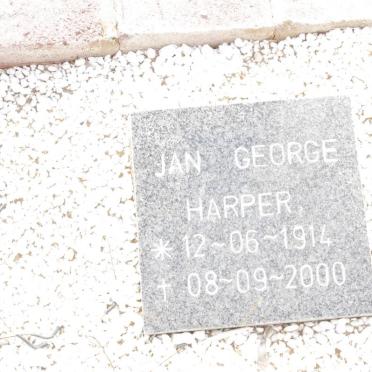 JAN GEORGE
HARPER
* 12~06~1914
† 08~09~2000